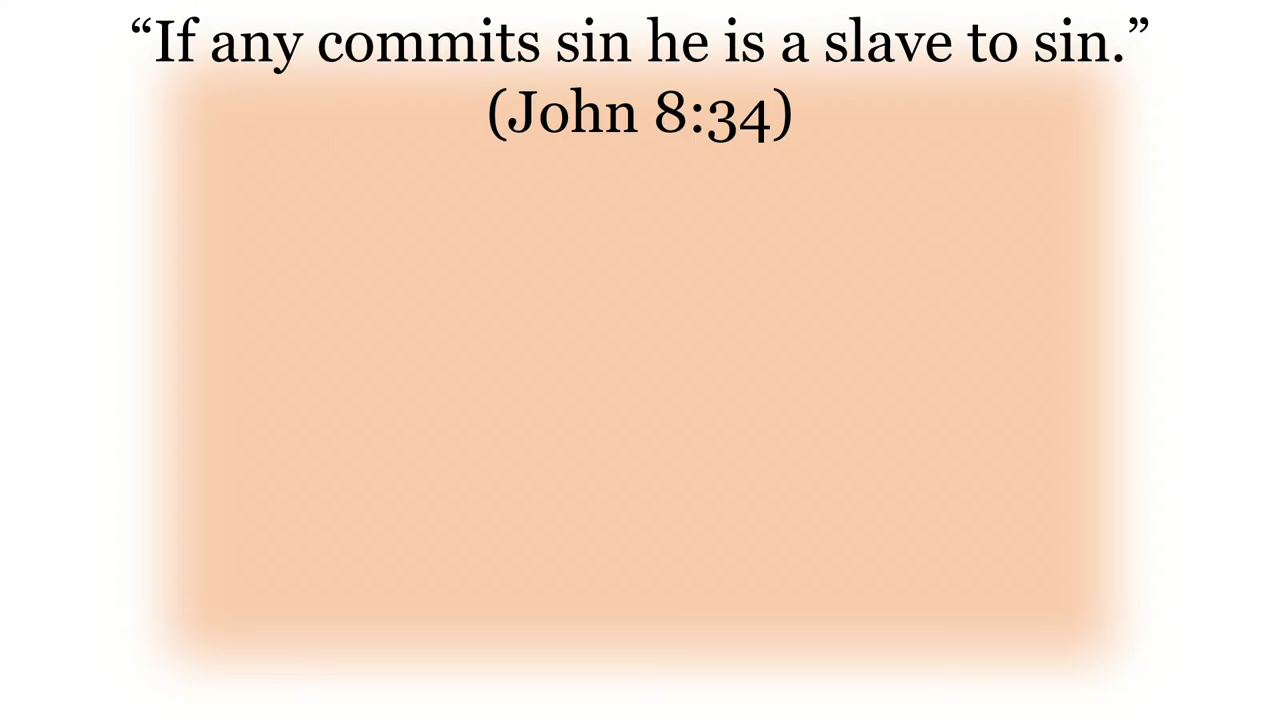 “If any commits sin he is a slave to sin.”
(John 8:34)